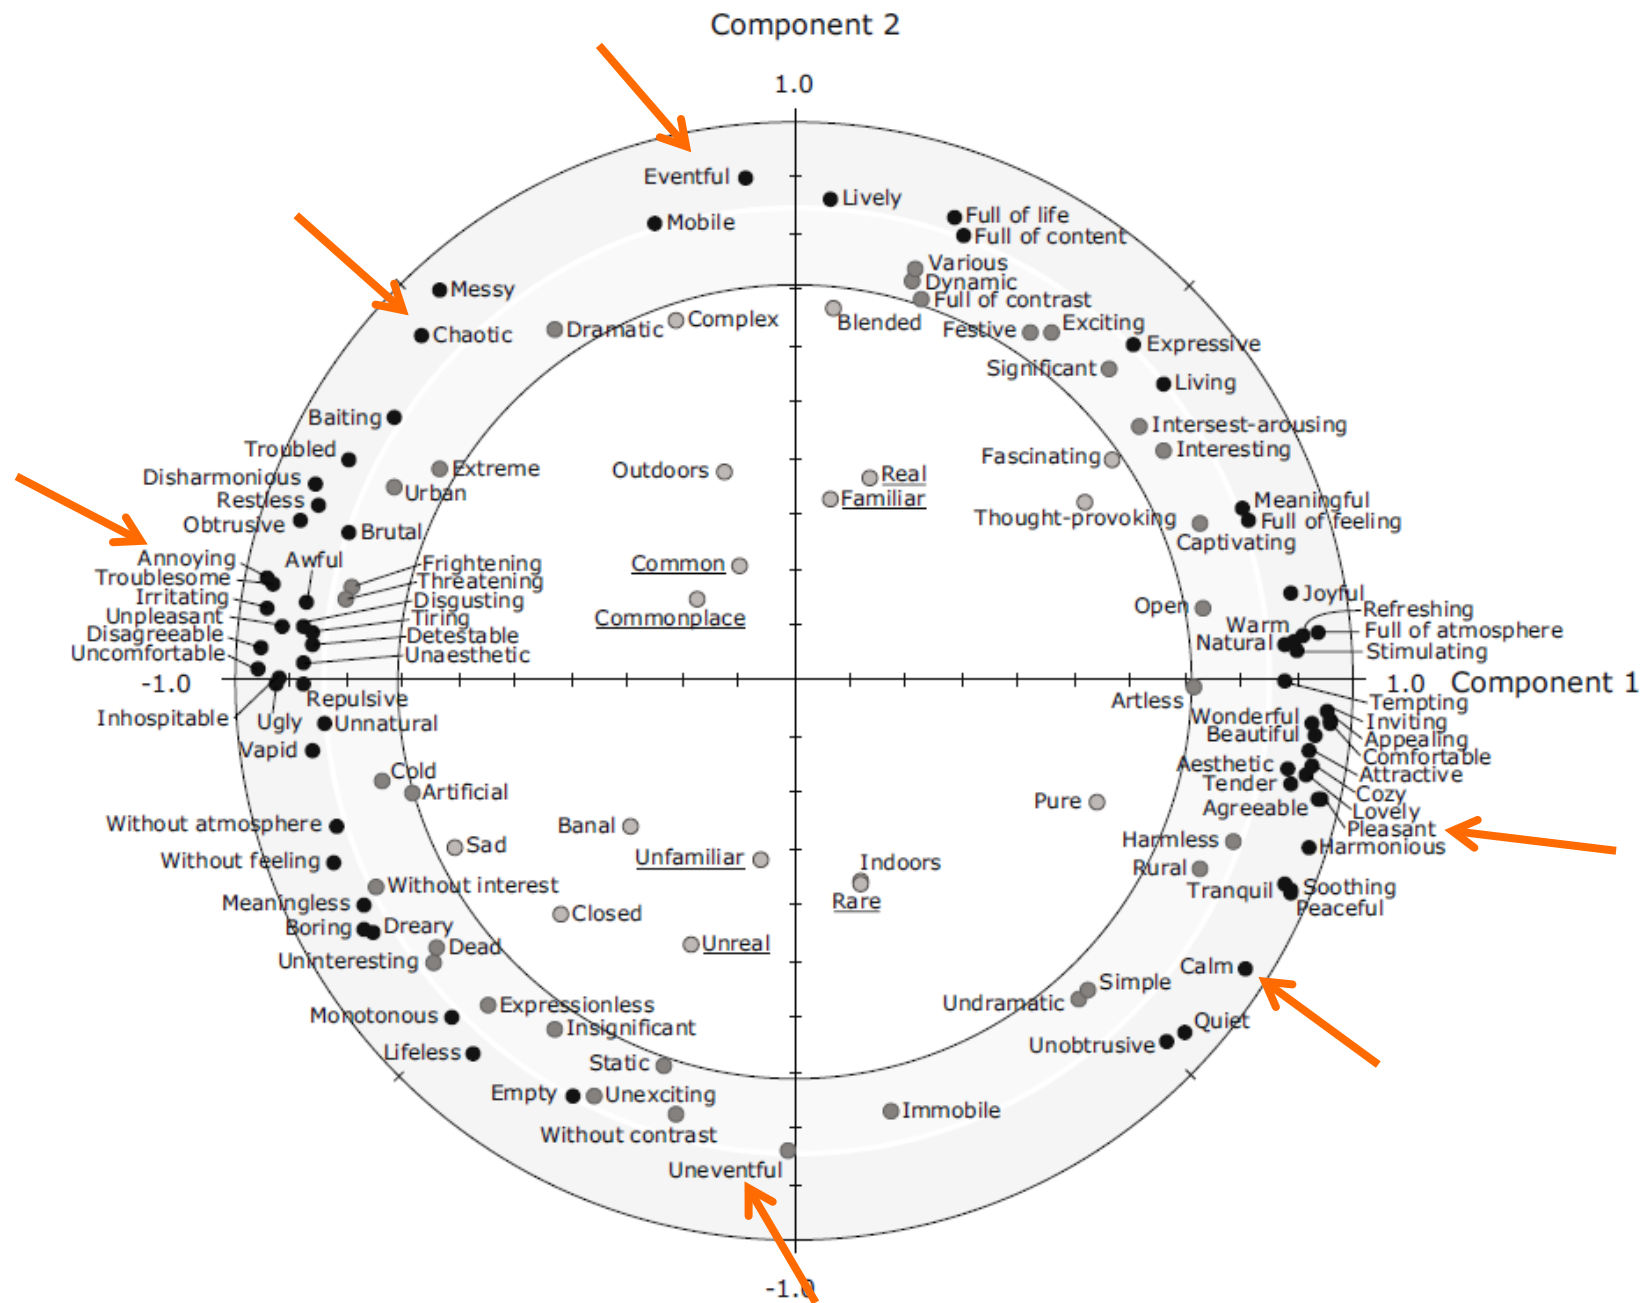 Component 2
1.0
Eventful
Lively
Mobile
Full of life
Full of content
Various
Dynamic
Full of contrast
Messy
Chaotic
Dramatic
Complex
Blended
Festive
Exciting
Expressive
Significant
Living
Baiting
Intersest-arousing
Interesting
Troubled
Fascinating
Extreme
Outdoors
Real
Disharmonious
Urban
Familiar
Restless
Meaningful
Obtrusive
Thought-provoking
Full of feeling
Brutal
Captivating
Annoying
Awful
Frightening
Common
Troublesome
Threatening
Irritating
Disgusting
Joyful
Unpleasant
Tiring
Commonplace
Open
Refreshing
Disagreeable
Detestable
Warm
Full of atmosphere
Uncomfortable
Unaesthetic
Natural
Stimulating
-1.0
1.0
Component 1
Repulsive
Artless
Tempting
Inhospitable
Ugly
Unnatural
Wonderful
Inviting
Beautiful
Appealing
Vapid
Comfortable
Cold
Aesthetic
Attractive
Artificial
Tender
Cozy
Pure
Agreeable
Lovely
Without atmosphere
Banal
Pleasant
Sad
Harmless
Harmonious
Without feeling
Unfamiliar
Indoors
Rural
Without interest
Tranquil
Soothing
Meaningless
Closed
Rare
Peaceful
Boring
Dreary
Dead
Unreal
Uninteresting
Calm
Expressionless
Simple
Undramatic
Monotonous
Insignificant
Quiet
Lifeless
Static
Unobtrusive
Empty
Unexciting
Immobile
Without contrast
Uneventful
-1.0